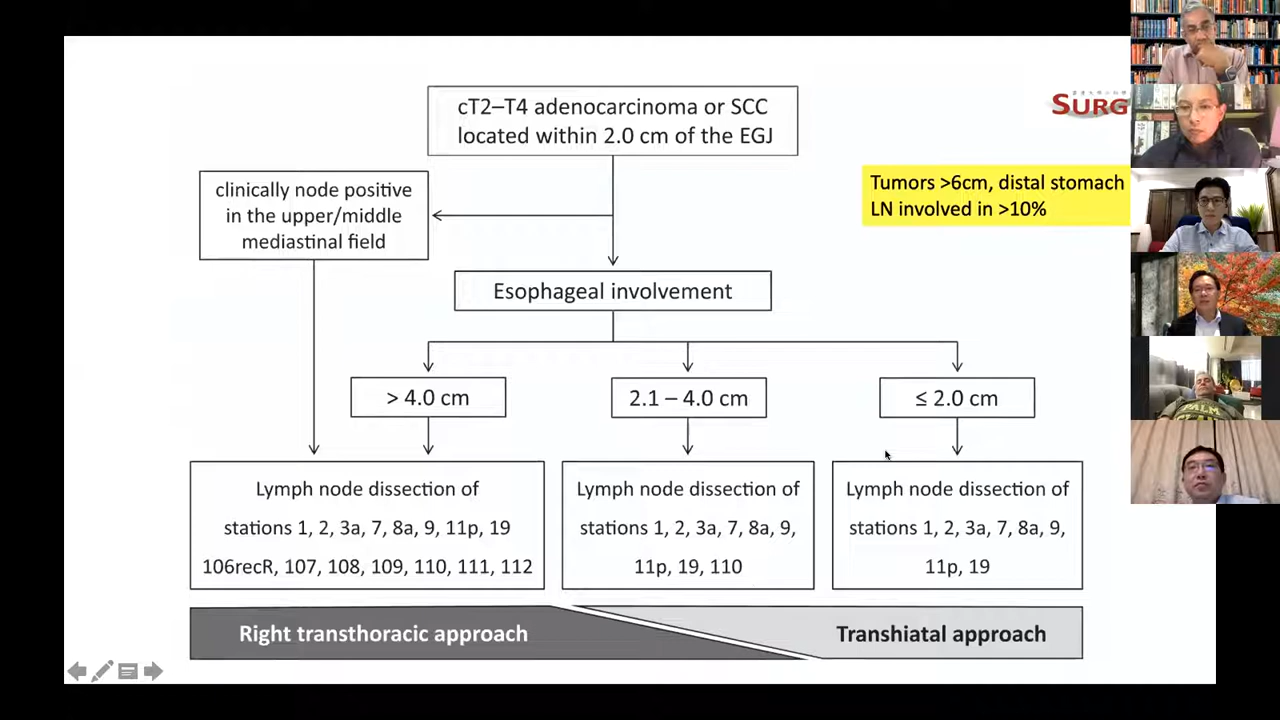 cT2–T4 adenocarcinoma or SCC
located within 2.0 cm of the EGJ
SURG
clinically node positive
in the upper/middle
mediastinal field
Tumors >6cm, distal stomach
LN involved in >10%
Esophageal involvement
> 4.0 cm
2.1 – 4.0 cm
≤ 2.0 cm
Lymph node dissection of
stations 1, 2, 3a, 7, 8a, 9, 11p, 19
106recR, 107, 108, 109, 110, 111, 112
Lymph node dissection of
stations 1, 2, 3a, 7, 8a, 9,
11p, 19, 110
Lymph node dissection of
stations 1, 2, 3a, 7, 8a, 9,
11p, 19
Right transthoracic approach
Transhiatal approach
PALM